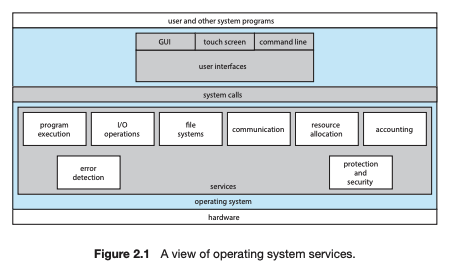 user and other system programs
GUI
touch screen
command line
user interfaces
system calls
program
execution
I/O
operations
file
systems
communication
resource
allocation
accounting
error
detection
protection
and
security
services
operating system
hardware
Figure 2.1 A view of operating system services.